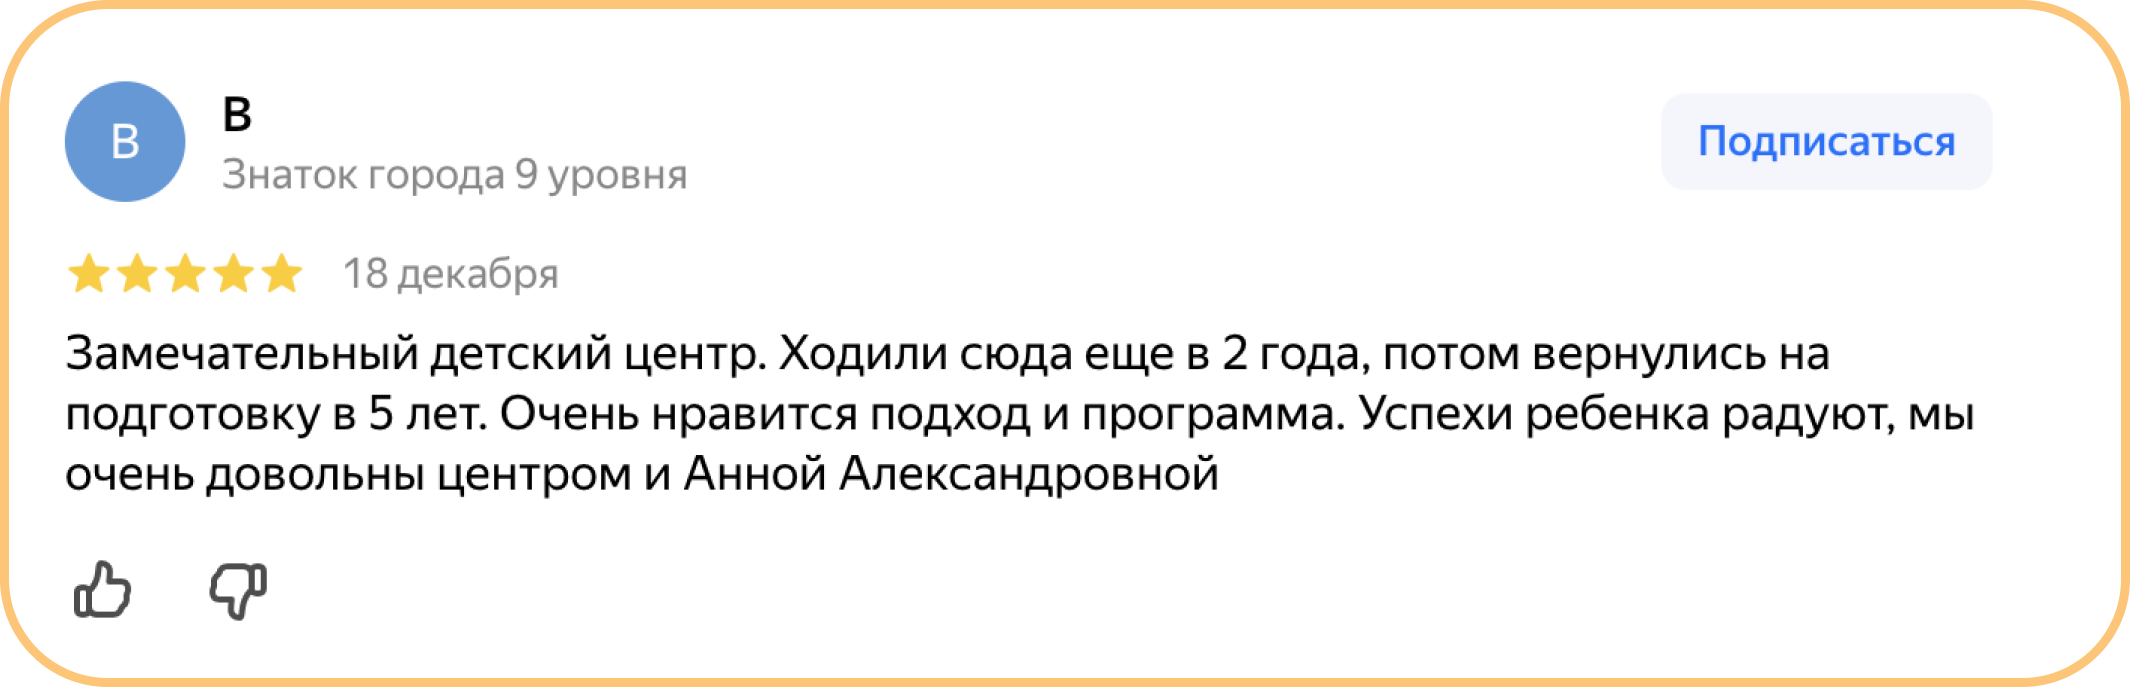 В
В
Знаток города 9 уровня
Подписаться
18 декабря
Замечательный детский центр. Ходили сюда еще в 2 года, потом вернулись на
подготовку в 5 лет. Очень нравится подход и программа. Успехи ребенка радуют, мы
очень довольны центром и Анной Александровной